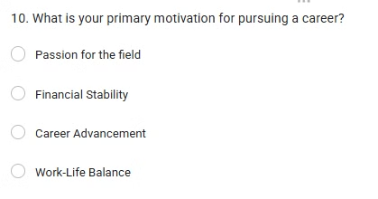 10. What is your primary motivation for pursuing a career?
Passion for the field
Financial Stability
Career Advancement
Work-Life Balance